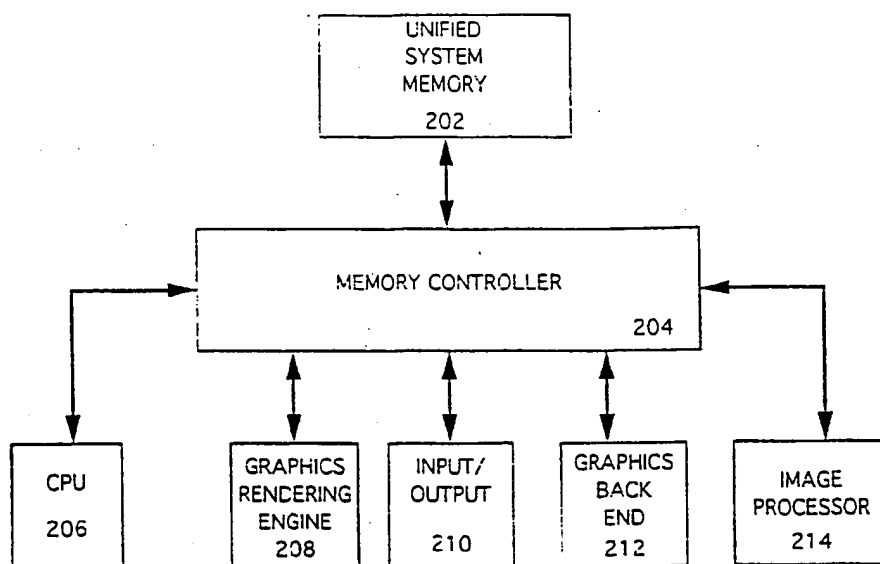 UNIFIED
SYSTEM
MEMORY
202
MEMORY CONTROLLER
204
CPU
206
GRAPHICS
RENDERING
ENGINE
208
INPUT/
OUTPUT
210
GRAPHICS
BACK
END
212
IMAGE
PROCESSOR
214